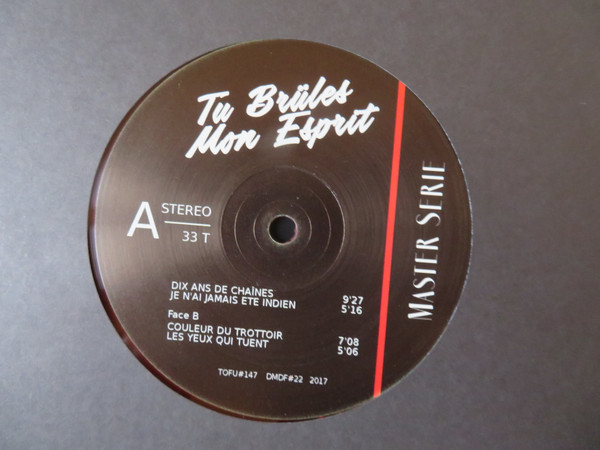 Tu Brûles
Mon Esprit
A STEREO
33 T
MASTER SERIE
DIX ANS DE CHAÎNES 9'27
JE N'AI JAMAIS ETE INDIEN 5'16
Face B
COULEUR DU TROTTOIR 7'08
LES YEUX QUI TUENT 5'06
TOFU#147 DMDF#22 2017